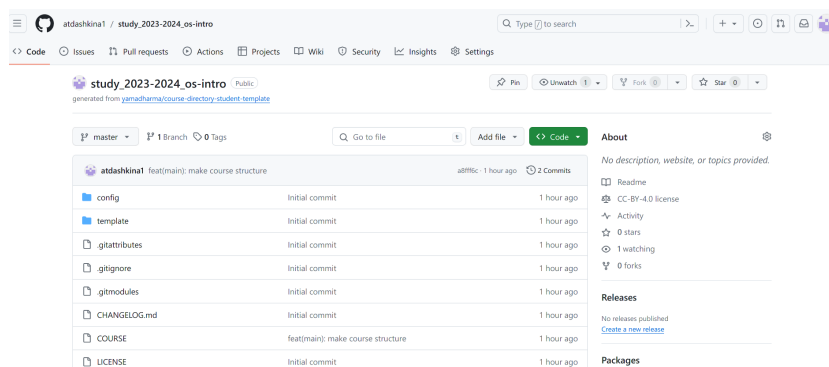 atdashkina1 / study_2023-2024_os-intro
Type / to search
Code Issues Pull requests Actions Projects Wiki Security Insights Settings
study_2023-2024_os-intro Public
Pin Unwatch 1 Fork 0 Star 0
generated from yamadharma/course-directory-student-template
master 1 Branch 0 Tags Go to file t Add file Code
About
No description, website, or topics provided.
atdashkina1 feat(main): make course structure a8fff6c · 1 hour ago 2 Commits
config Initial commit 1 hour ago
template Initial commit 1 hour ago
.gitattributes Initial commit 1 hour ago
.gitignore Initial commit 1 hour ago
.gitmodules Initial commit 1 hour ago
CHANGELOG.md Initial commit 1 hour ago
COURSE feat(main): make course structure 1 hour ago
LICENSE Initial commit 1 hour ago
Readme
CC-BY-4.0 license
Activity
0 stars
1 watching
0 forks
Releases
No releases published
Create a new release
Packages